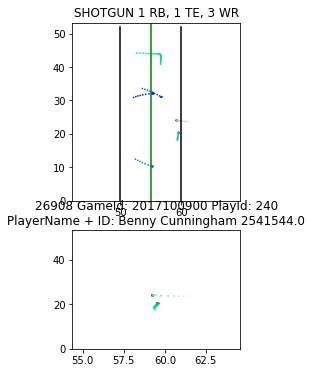 SHOTGUN 1 RB, 1 TE, 3 WR
50
40
30
20
10
0
50 60
26908 GameId: 2017100900 PlayId: 240
PlayerName + ID: Benny Cunningham 2541544.0
40
20
0
55.0 57.5 60.0 62.5